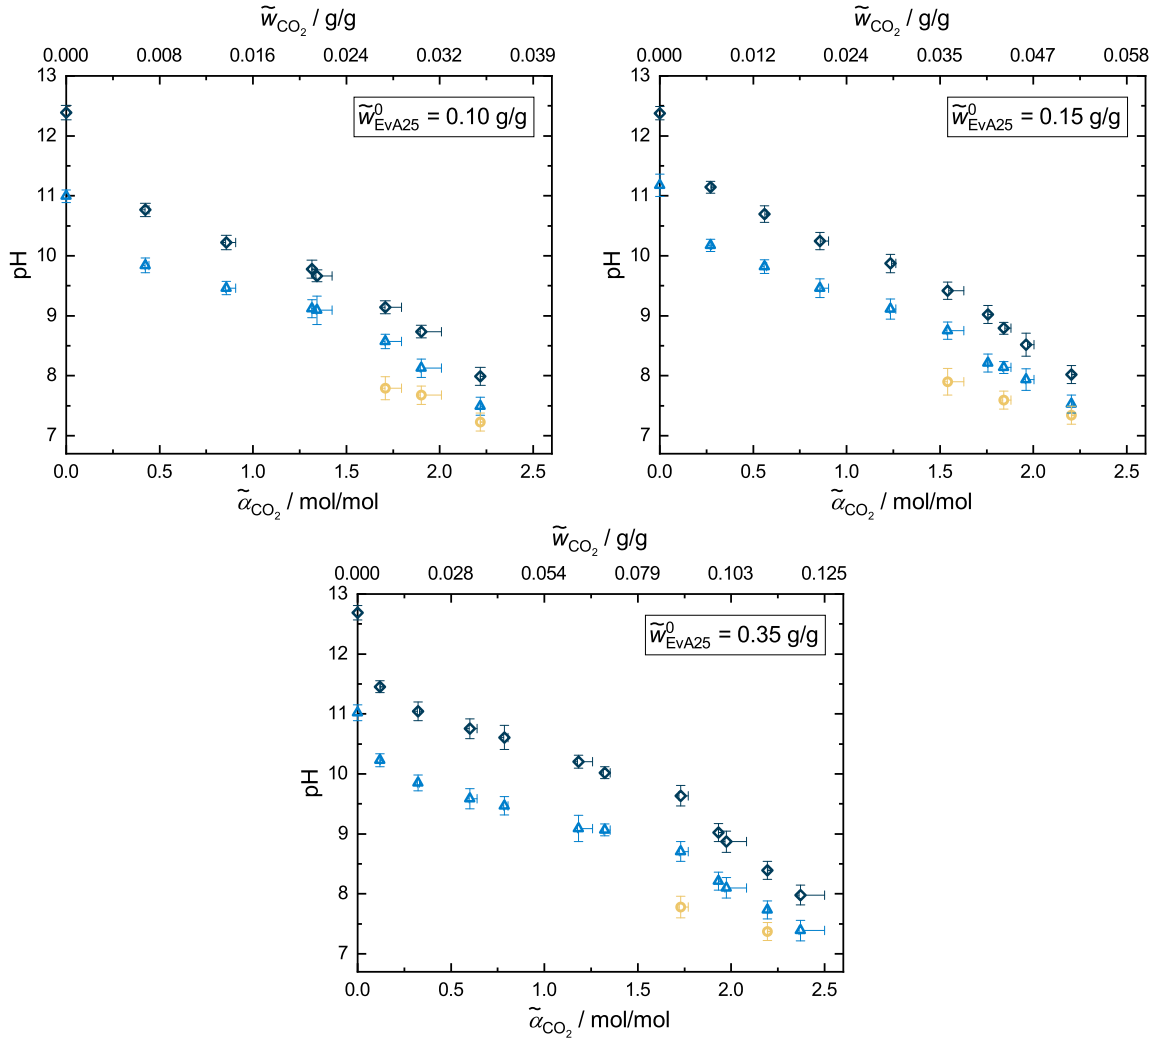 w̃CO₂ / g/g
0.000 0.008 0.016 0.024 0.032 0.039
13
12
11
10
9
8
7
pH
w̃⁰EvA25 = 0.10 g/g
0.0 0.5 1.0 1.5 2.0 2.5
α̃CO₂ / mol/mol
w̃CO₂ / g/g
0.000 0.012 0.024 0.035 0.047 0.058
13
12
11
10
9
8
7
pH
w̃⁰EvA25 = 0.15 g/g
0.0 0.5 1.0 1.5 2.0 2.5
α̃CO₂ / mol/mol
w̃CO₂ / g/g
0.000 0.028 0.054 0.079 0.103 0.125
13
12
11
10
9
8
7
pH
w̃⁰EvA25 = 0.35 g/g
0.0 0.5 1.0 1.5 2.0 2.5
α̃CO₂ / mol/mol